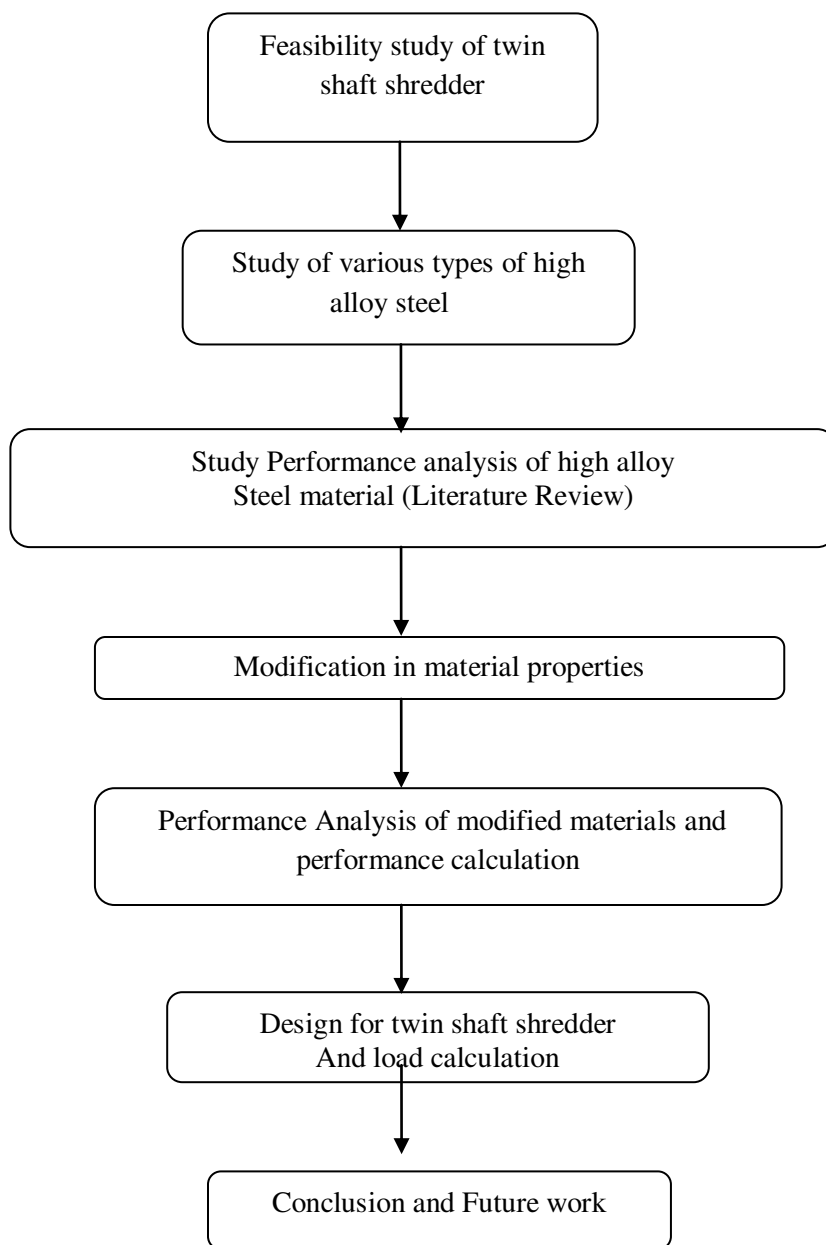 Feasibility study of twin
shaft shredder
Study of various types of high
alloy steel
Study Performance analysis of high alloy
Steel material (Literature Review)
Modification in material properties
Performance Analysis of modified materials and
performance calculation
Design for twin shaft shredder
And load calculation
Conclusion and Future work